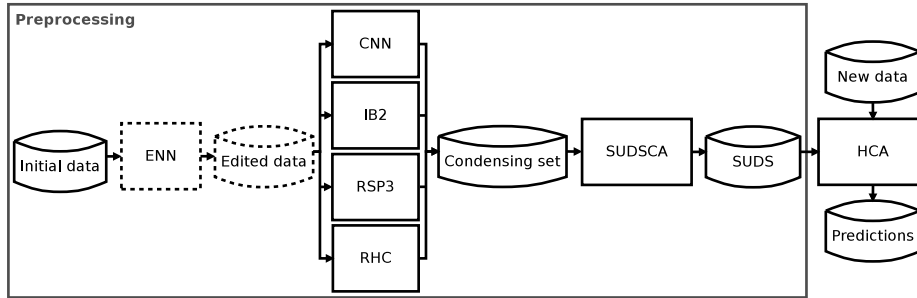 Preprocessing
Initial data
ENN
Edited data
CNN
IB2
RSP3
RHC
Condensing set
SUDSCA
SUDS
New data
HCA
Predictions